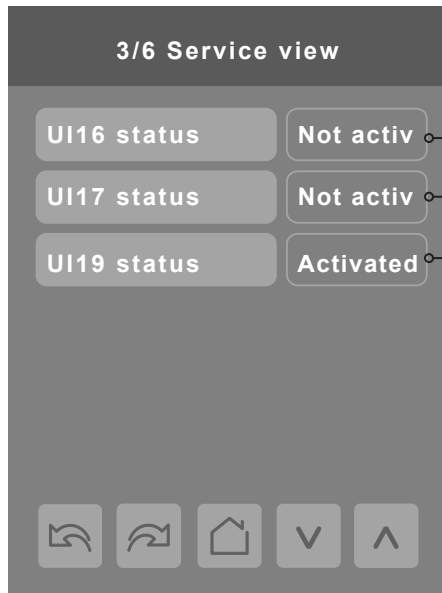 3/6 Service view
UI16 status Not activ
UI17 status Not activ
UI19 status Activated